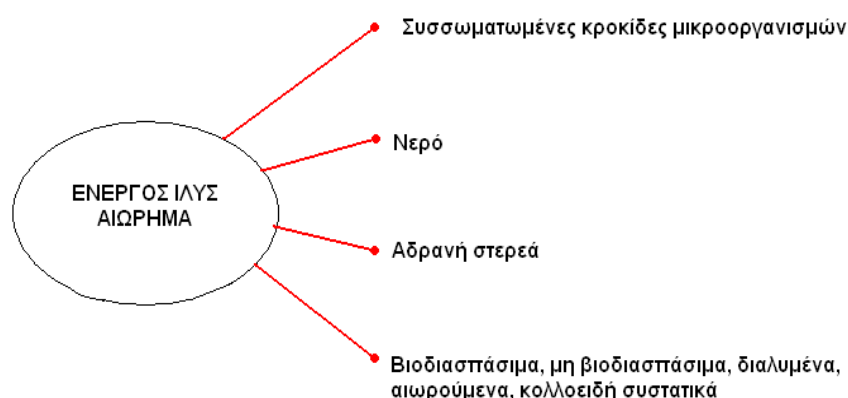 Συσσωματωμένες κροκίδες μικροοργανισμών
Νερό
ΕΝΕΡΓΟΣ ΙΛΥΣ
ΑΙΩΡΗΜΑ
Αδρανή στερεά
Βιοδιασπάσιμα, μη βιοδιασπάσιμα, διαλυμένα,
αιωρούμενα, κολλοειδή συστατικά